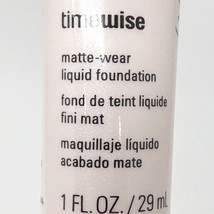 timewise
matte-wear
liquid foundation
fond de teint liquide
fini mat
maquillaje líquido
acabado mate
1 FL. OZ. / 29 mL